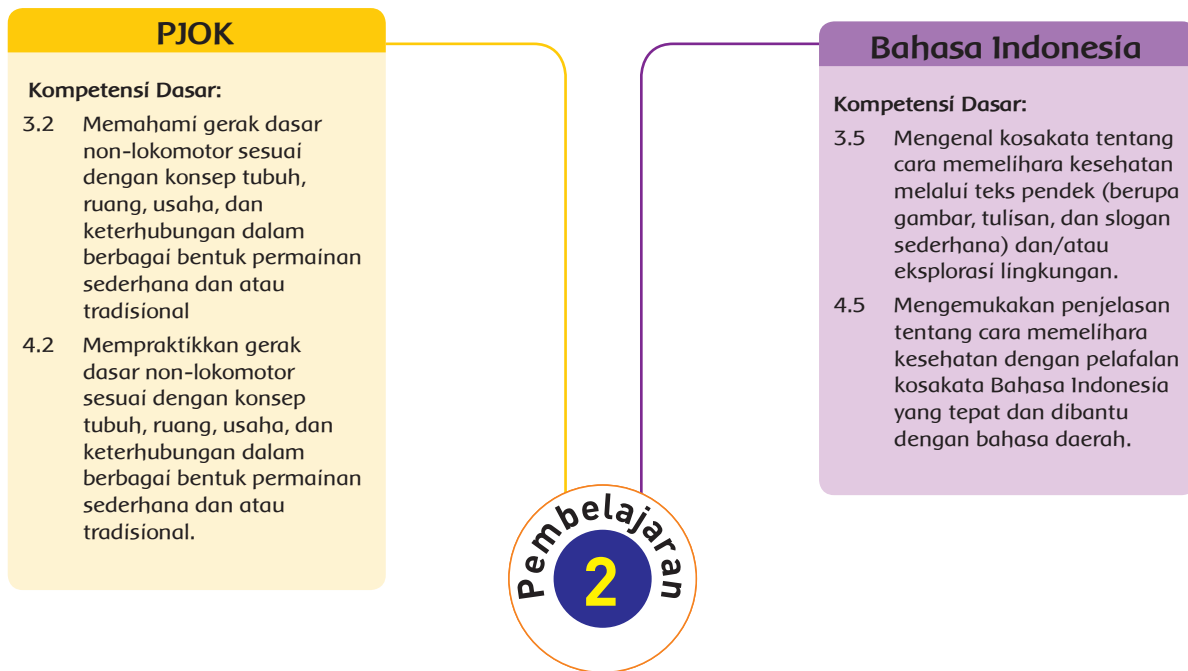 PJOK
Kompetensi Dasar:
3.2 Memahami gerak dasar
non-lokomotor sesuai
dengan konsep tubuh,
ruang, usaha, dan
keterhubungan dalam
berbagai bentuk permainan
sederhana dan atau
tradisional
4.2 Mempraktikkan gerak
dasar non-lokomotor
sesuai dengan konsep
tubuh, ruang, usaha, dan
keterhubungan dalam
berbagai bentuk permainan
sederhana dan atau
tradisional.
Bahasa Indonesia
Kompetensi Dasar:
3.5 Mengenal kosakata tentang
cara memelihara kesehatan
melalui teks pendek (berupa
gambar, tulisan, dan slogan
sederhana) dan/atau
eksplorasi lingkungan.
4.5 Mengemukakan penjelasan
tentang cara memelihara
kesehatan dengan pelafalan
kosakata Bahasa Indonesia
yang tepat dan dibantu
dengan bahasa daerah.
Pembelajaran
2